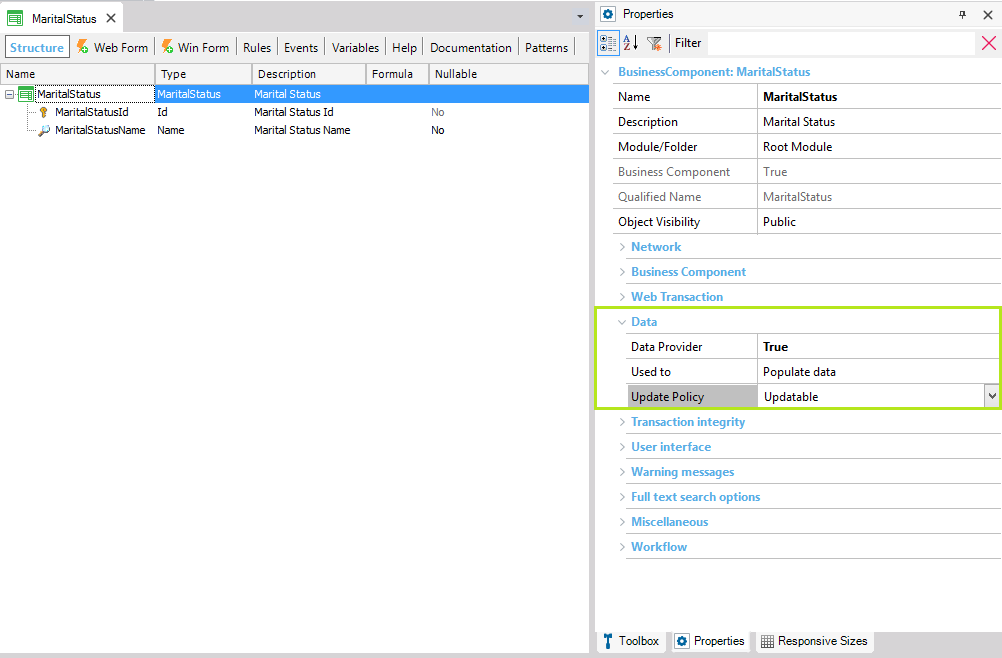 MaritalStatus
Structure Web Form Win Form Rules Events Variables Help Documentation Patterns
Name Type Description Formula Nullable
MaritalStatus MaritalStatus Marital Status
MaritalStatusId Id Marital Status Id No
MaritalStatusName Name Marital Status Name No
Properties
A
Z Filter
BusinessComponent: MaritalStatus
Name MaritalStatus
Description Marital Status
Module/Folder Root Module
Business Component True
Qualified Name MaritalStatus
Object Visibility Public
Network
Business Component
Web Transaction
Data
Data Provider True
Used to Populate data
Update Policy Updatable
Transaction integrity
User interface
Warning messages
Full text search options
Miscellaneous
Workflow
Toolbox Properties Responsive Sizes